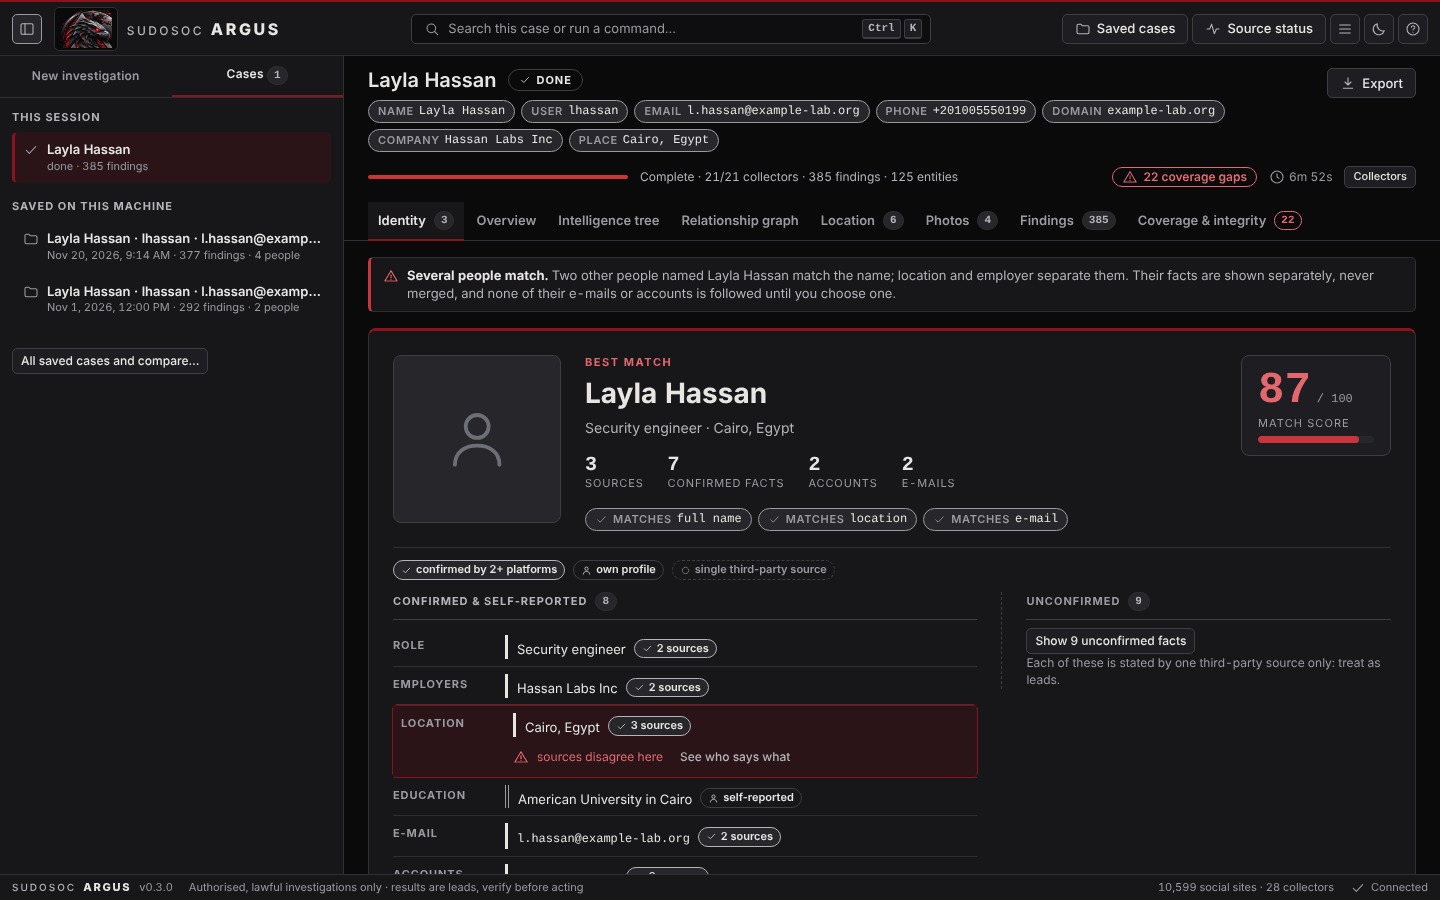 SUDOSOC ARGUS
Search this case or run a command...
Ctrl K
Saved cases
Source status
New investigation
Cases 1
THIS SESSION
Layla Hassan
done · 385 findings
SAVED ON THIS MACHINE
Layla Hassan · lhassan · l.hassan@examp...
Nov 20, 2026, 9:14 AM · 377 findings · 4 people
Layla Hassan · lhassan · l.hassan@examp...
Nov 1, 2026, 12:00 PM · 292 findings · 2 people
All saved cases and compare...
Layla Hassan
DONE
Export
NAME Layla Hassan
USER lhassan
EMAIL l.hassan@example-lab.org
PHONE +201005550199
DOMAIN example-lab.org
COMPANY Hassan Labs Inc
PLACE Cairo, Egypt
Complete · 21/21 collectors · 385 findings · 125 entities
22 coverage gaps
6m 52s
Collectors
Identity 3
Overview
Intelligence tree
Relationship graph
Location 6
Photos 4
Findings 385
Coverage & integrity 22
Several people match. Two other people named Layla Hassan match the name; location and employer separate them. Their facts are shown separately, never
merged, and none of their e-mails or accounts is followed until you choose one.
BEST MATCH
Layla Hassan
Security engineer · Cairo, Egypt
3 SOURCES
7 CONFIRMED FACTS
2 ACCOUNTS
2 E-MAILS
MATCHES full name
MATCHES location
MATCHES e-mail
87 / 100
MATCH SCORE
confirmed by 2+ platforms
own profile
single third-party source
CONFIRMED & SELF-REPORTED 8
ROLE Security engineer 2 sources
EMPLOYERS Hassan Labs Inc 2 sources
LOCATION Cairo, Egypt 3 sources
sources disagree here See who says what
EDUCATION American University in Cairo self-reported
E-MAIL l.hassan@example-lab.org 2 sources
UNCONFIRMED 9
Show 9 unconfirmed facts
Each of these is stated by one third-party source only: treat as
leads.
SUDOSOC ARGUS v0.3.0
Authorised, lawful investigations only · results are leads, verify before acting
10,599 social sites · 28 collectors
Connected